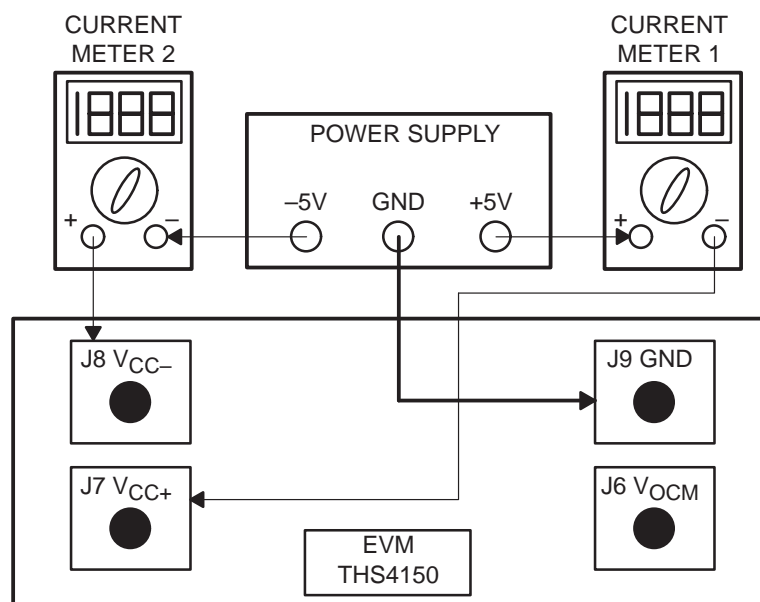 CURRENT
METER 2
CURRENT
METER 1
1888
1888
POWER SUPPLY
–5V GND +5V
+ –
+ –
J8 VCC–
J9 GND
J7 VCC+
J6 VOCM
EVM
THS4150